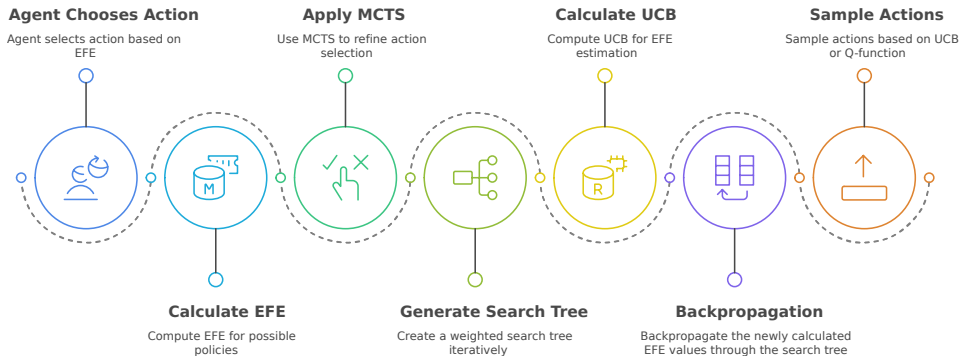 Agent Chooses Action
Agent selects action based on
EFE
Apply MCTS
Use MCTS to refine action
selection
Calculate UCB
Compute UCB for EFE
estimation
Sample Actions
Sample actions based on UCB
or Q-function
M
R
Calculate EFE
Compute EFE for possible
policies
Generate Search Tree
Create a weighted search tree
iteratively
Backpropagation
Backpropagate the newly calculated
EFE values through the search tree